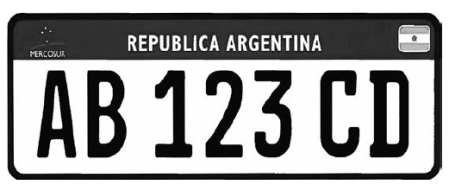 MERCOSUR
REPUBLICA ARGENTINA
AB 123 CD